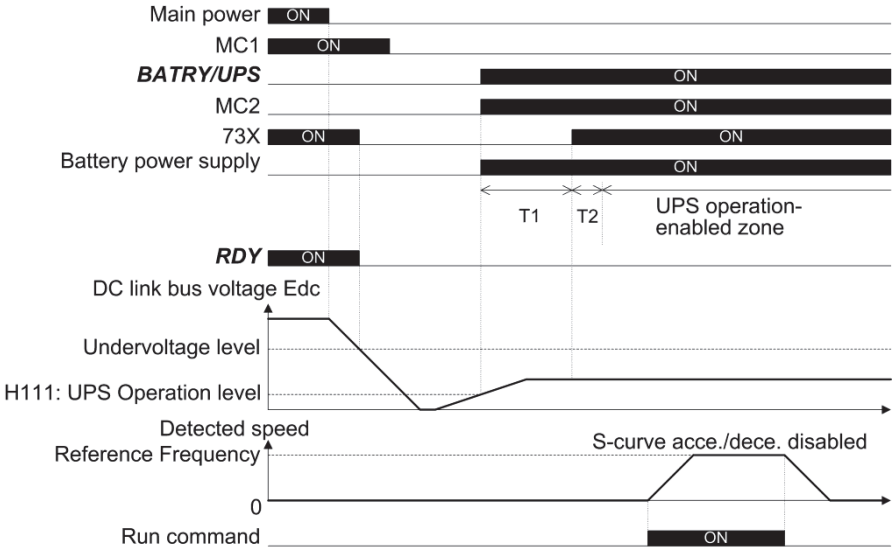 Main power ON
MC1 ON
BATRY/UPS ON
MC2 ON
73X ON ON
Battery power supply ON
T1 T2 UPS operation-
enabled zone
RDY ON
DC link bus voltage Edc
Undervoltage level
H111: UPS Operation level
Detected speed
Reference Frequency S-curve acce./dece. disabled
0
Run command ON